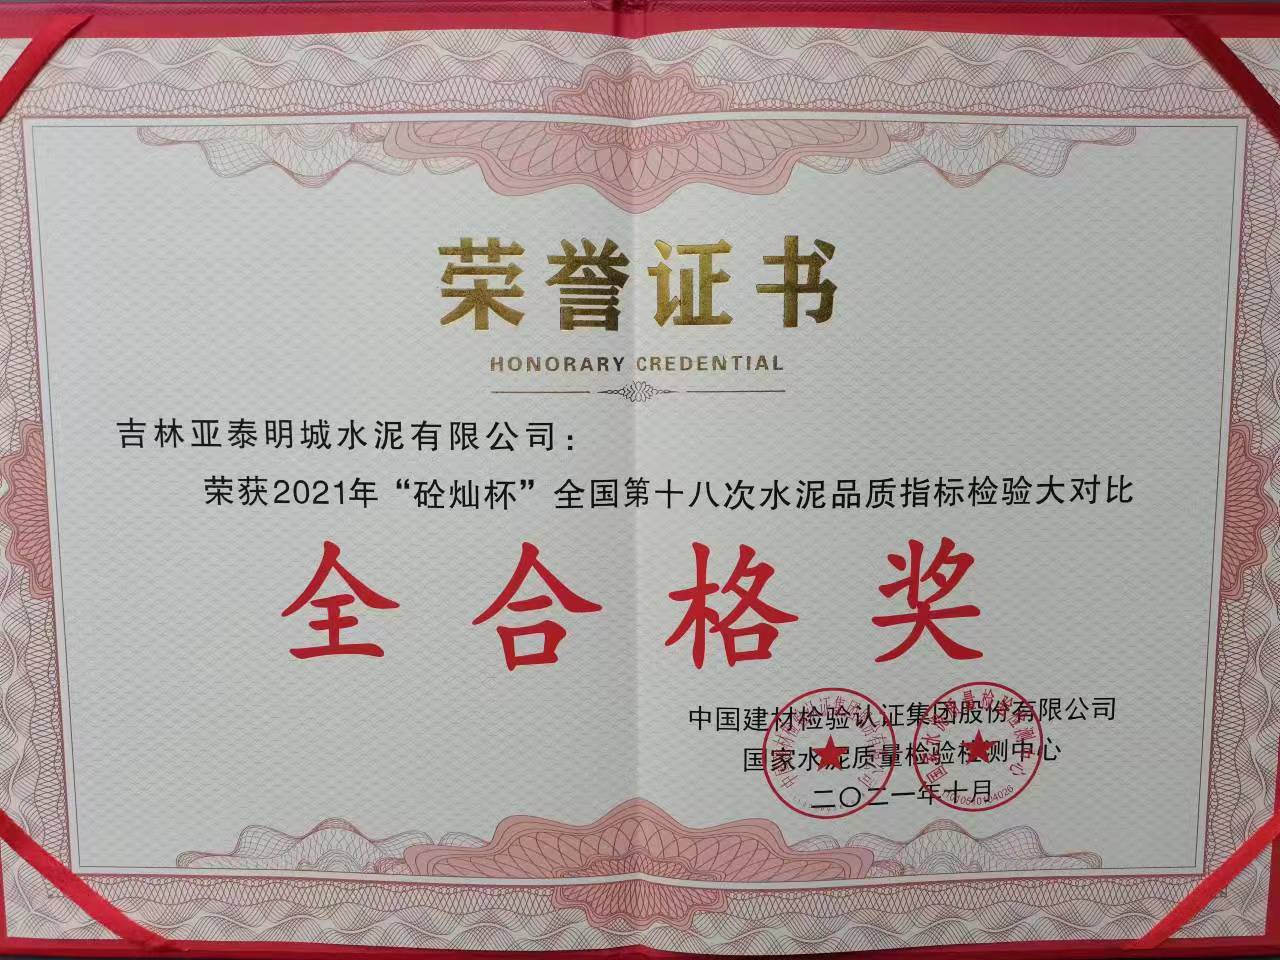 荣誉证书
HONORARY CREDENTIAL
吉林亚泰明城水泥有限公司：
荣获2021年“砼灿杯”全国第十八次水泥品质指标检验大对比
全合格奖
中国建材检验认证集团股份有限公司
国家水泥质量检验检测中心
二〇二一年十月